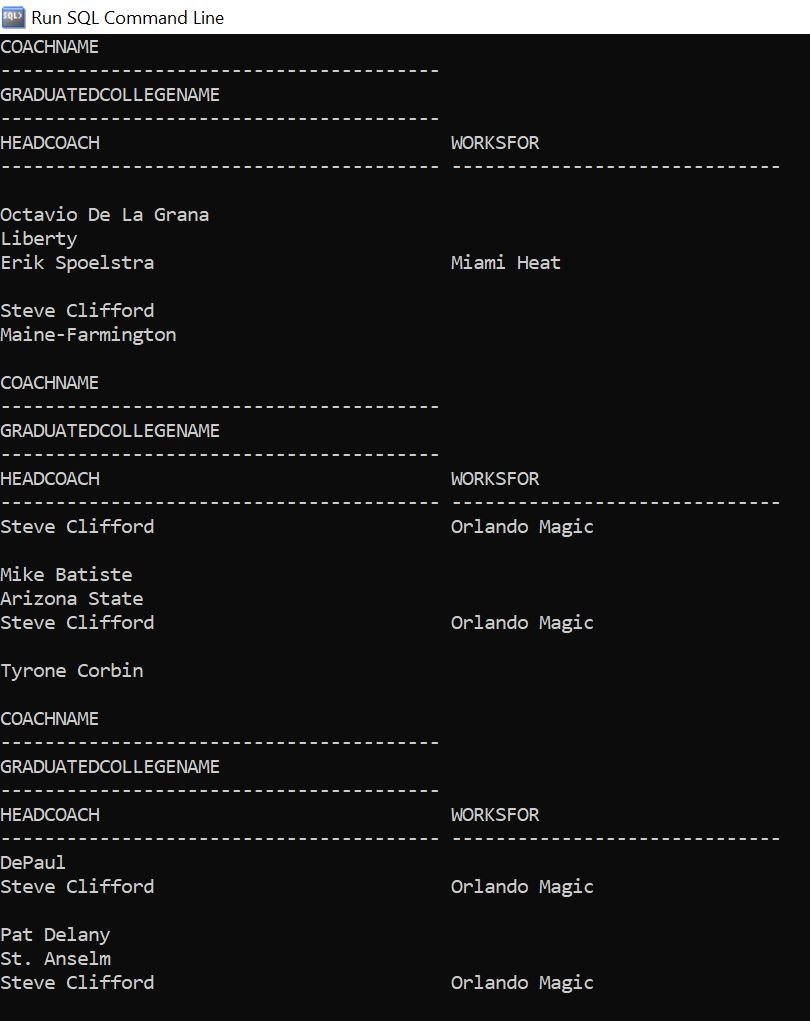 SQL> Run SQL Command Line
COACHNAME
----------------------------------------
GRADUATEDCOLLEGENAME
----------------------------------------
HEADCOACH WORKSFOR
---------------------------------------- ------------------------------
Octavio De La Grana
Liberty
Erik Spoelstra Miami Heat
Steve Clifford
Maine-Farmington
COACHNAME
----------------------------------------
GRADUATEDCOLLEGENAME
----------------------------------------
HEADCOACH WORKSFOR
---------------------------------------- ------------------------------
Steve Clifford Orlando Magic
Mike Batiste
Arizona State
Steve Clifford Orlando Magic
Tyrone Corbin
COACHNAME
----------------------------------------
GRADUATEDCOLLEGENAME
----------------------------------------
HEADCOACH WORKSFOR
---------------------------------------- ------------------------------
DePaul
Steve Clifford Orlando Magic
Pat Delany
St. Anselm
Steve Clifford Orlando Magic